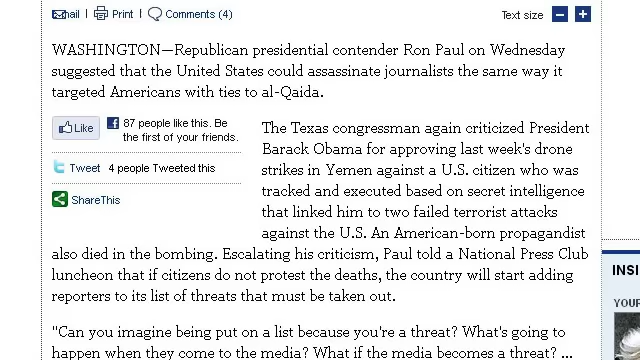 Email | Print | Comments (4) Text size
WASHINGTON—Republican presidential contender Ron Paul on Wednesday
suggested that the United States could assassinate journalists the same way it
targeted Americans with ties to al-Qaida.
Like 87 people like this. Be
the first of your friends.
Tweet 4 people Tweeted this
ShareThis
The Texas congressman again criticized President
Barack Obama for approving last week's drone
strikes in Yemen against a U.S. citizen who was
tracked and executed based on secret intelligence
that linked him to two failed terrorist attacks
against the U.S. An American-born propagandist
also died in the bombing. Escalating his criticism, Paul told a National Press Club
luncheon that if citizens do not protest the deaths, the country will start adding
reporters to its list of threats that must be taken out.
"Can you imagine being put on a list because you're a threat? What's going to
happen when they come to the media? What if the media becomes a threat? ...
INSI
YOUR